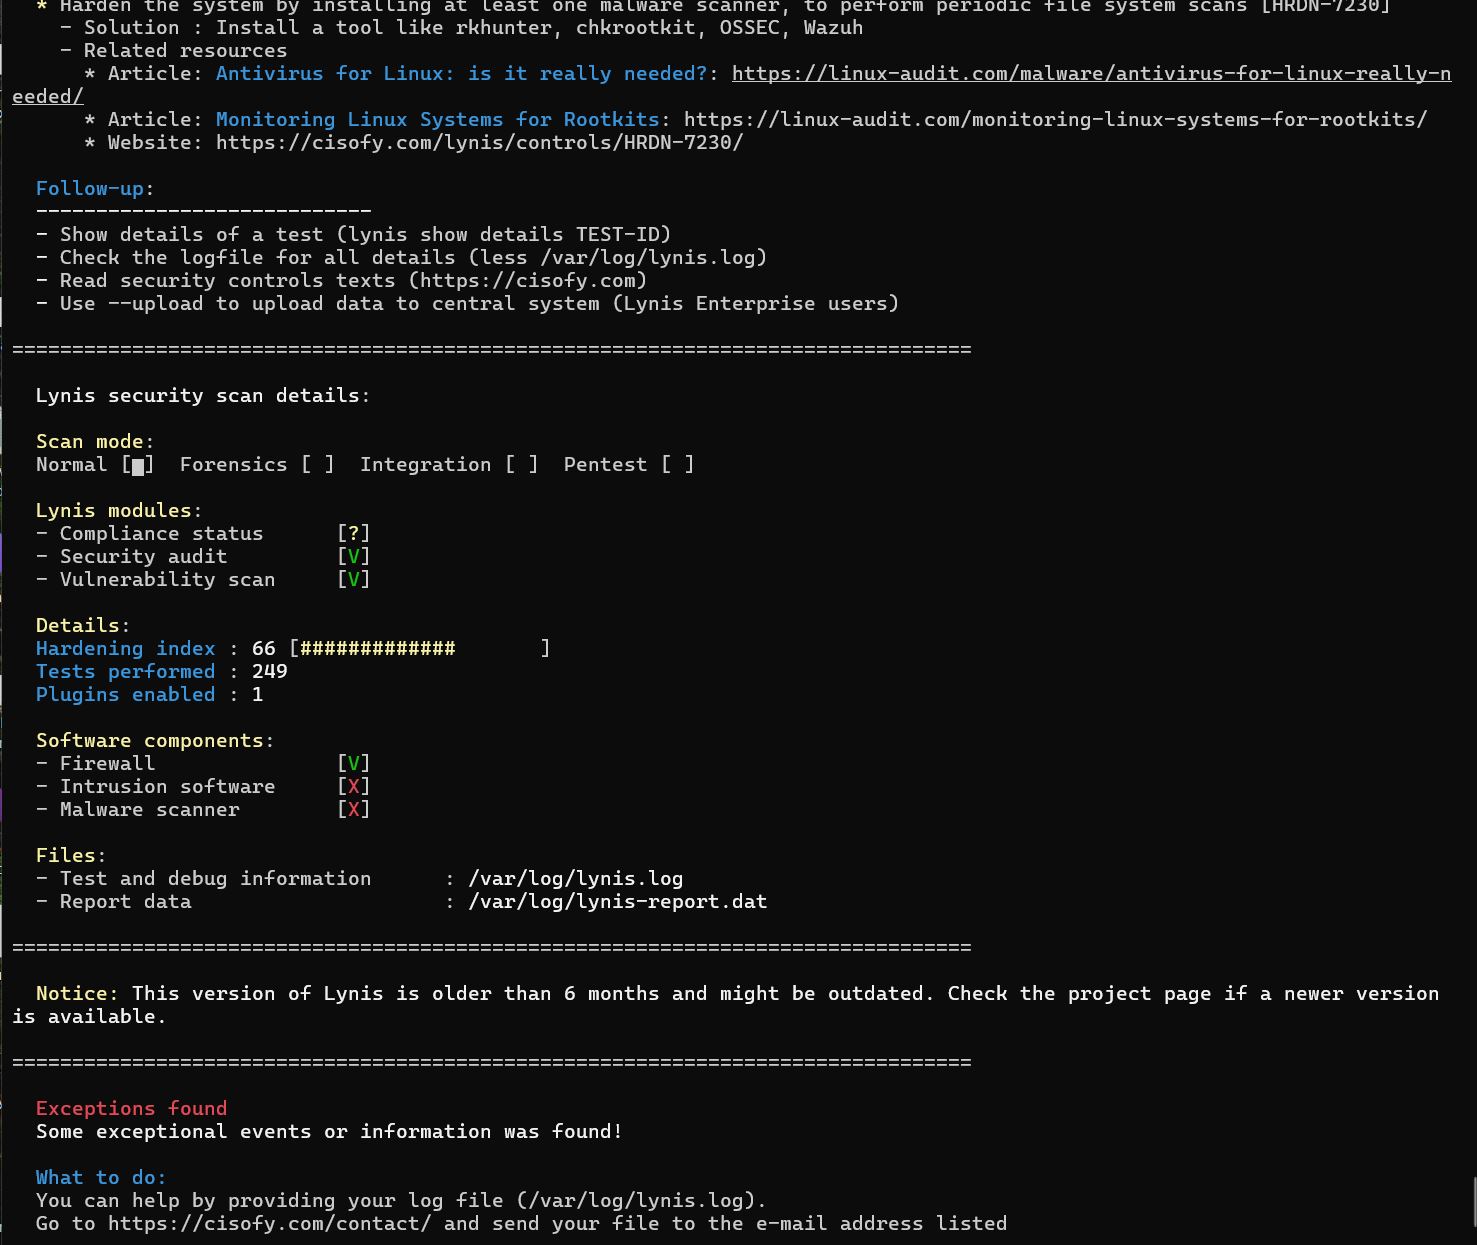 * Harden the system by installing at least one malware scanner, to perform periodic file system scans [HRDN-7230]
- Solution : Install a tool like rkhunter, chkrootkit, OSSEC, Wazuh
- Related resources
* Article: Antivirus for Linux: is it really needed?: https://linux-audit.com/malware/antivirus-for-linux-really-n
eeded/
* Article: Monitoring Linux Systems for Rootkits: https://linux-audit.com/monitoring-linux-systems-for-rootkits/
* Website: https://cisofy.com/lynis/controls/HRDN-7230/
Follow-up:
----------------------------
- Show details of a test (lynis show details TEST-ID)
- Check the logfile for all details (less /var/log/lynis.log)
- Read security controls texts (https://cisofy.com)
- Use --upload to upload data to central system (Lynis Enterprise users)
================================================================================
Lynis security scan details:
Scan mode:
Normal [▄]  Forensics [ ]  Integration [ ]  Pentest [ ]
Lynis modules:
- Compliance status      [?]
- Security audit         [V]
- Vulnerability scan     [V]
Details:
Hardening index : 66 [#############       ]
Tests performed : 249
Plugins enabled : 1
Software components:
- Firewall               [V]
- Intrusion software     [X]
- Malware scanner        [X]
Files:
- Test and debug information      : /var/log/lynis.log
- Report data                     : /var/log/lynis-report.dat
================================================================================
Notice: This version of Lynis is older than 6 months and might be outdated. Check the project page if a newer version
is available.
================================================================================
Exceptions found
Some exceptional events or information was found!
What to do:
You can help by providing your log file (/var/log/lynis.log).
Go to https://cisofy.com/contact/ and send your file to the e-mail address listed